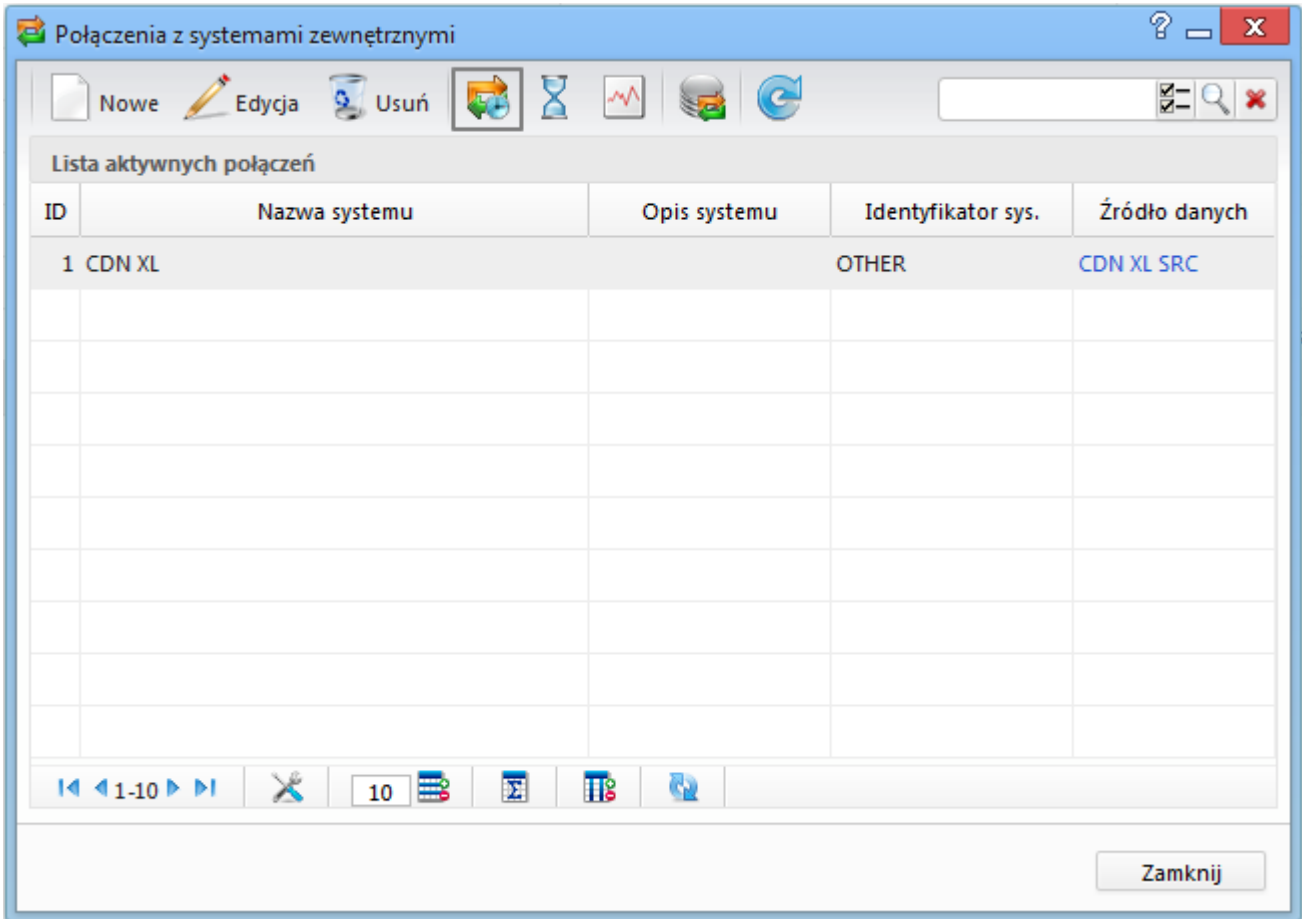 Połączenia z systemami zewnętrznymi
Nowe Edycja Usuń
Lista aktywnych połączeń
ID Nazwa systemu Opis systemu Identyfikator sys. Źródło danych
1 CDN XL OTHER CDN XL SRC
1-10 10
Zamknij